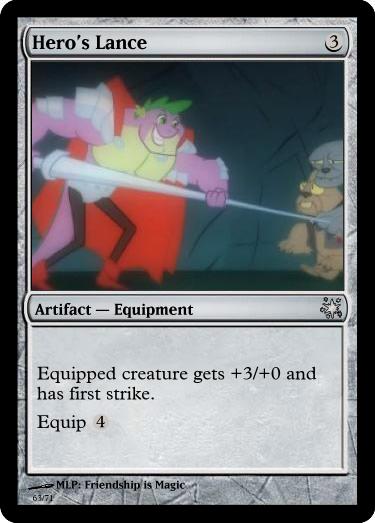 Hero's Lance 3
Artifact — Equipment
Equipped creature gets +3/+0 and
has first strike.
Equip 4
MLP: Friendship is Magic
63/71